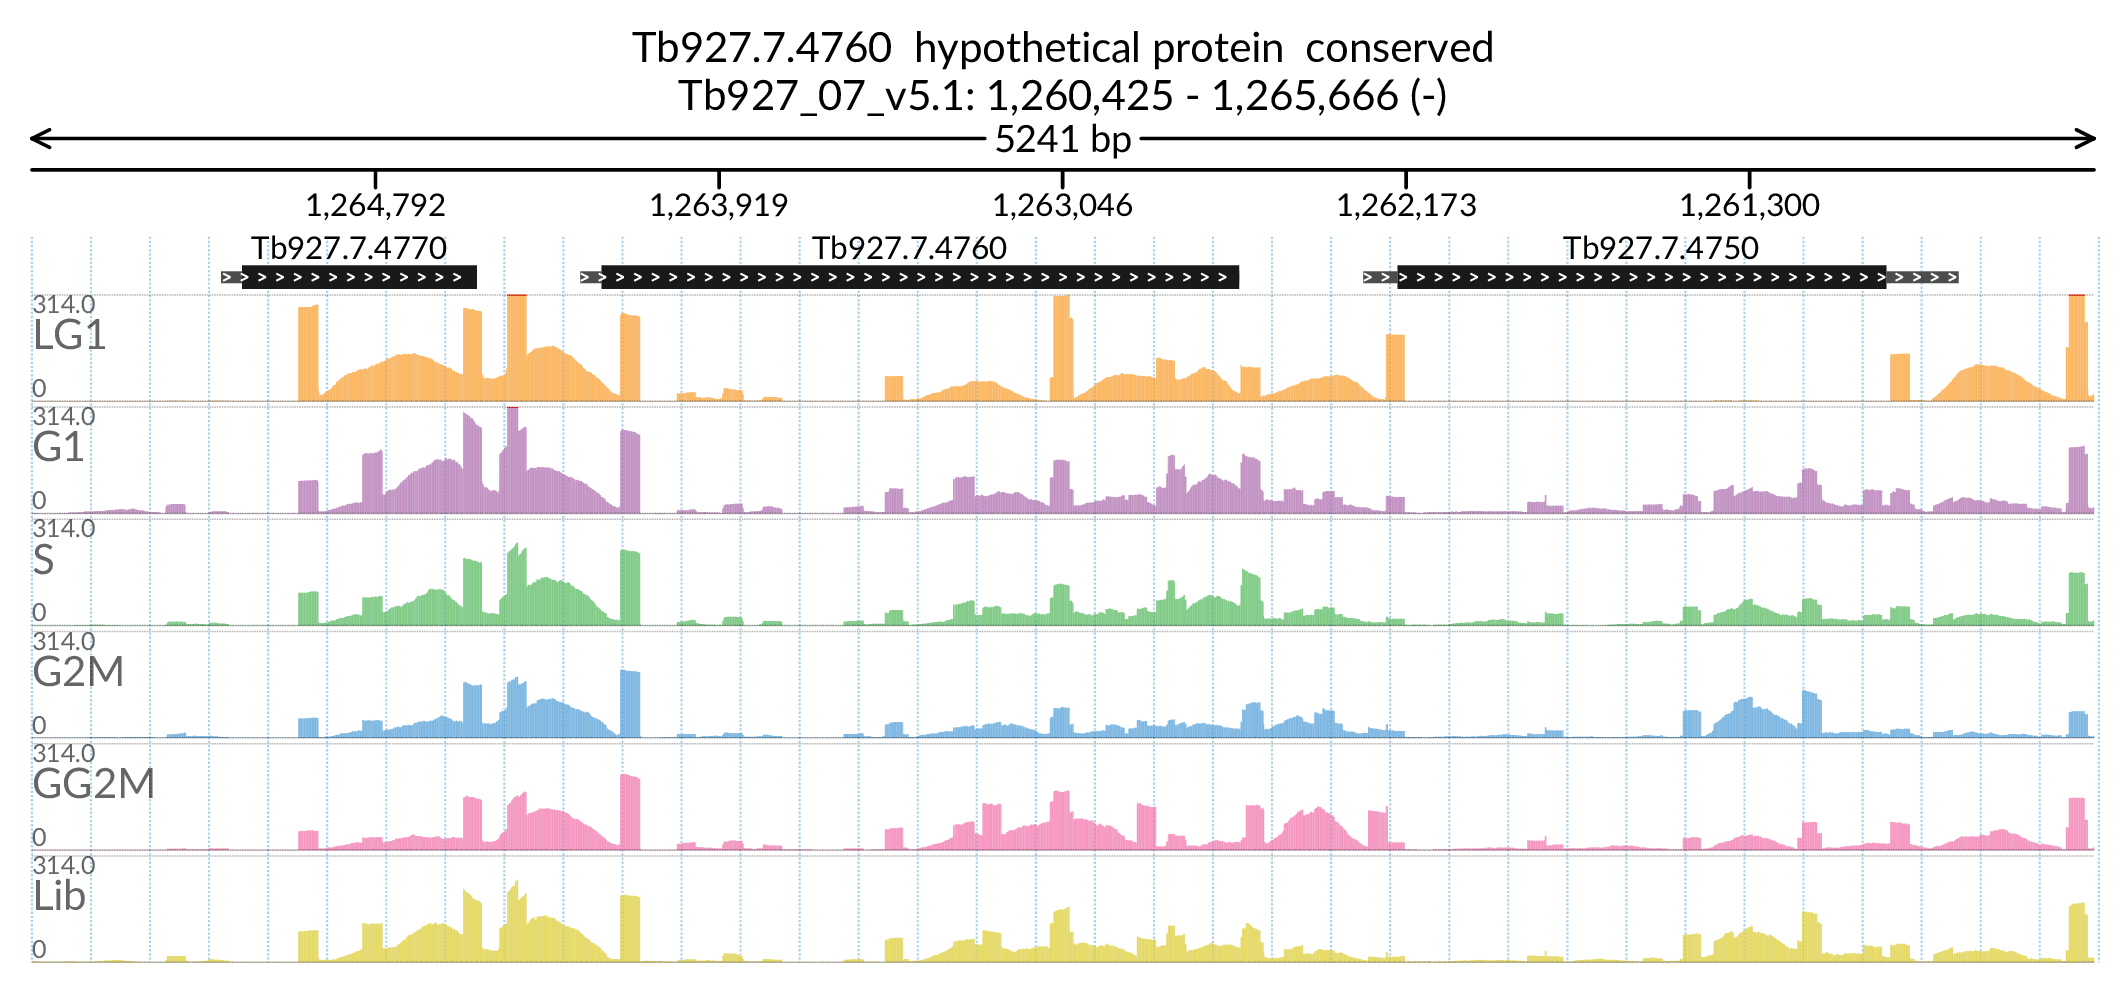 Tb927.7.4760 hypothetical protein conserved
Tb927_07_v5.1: 1,260,425 - 1,265,666 (-)
5241 bp
1,264,792 1,263,919 1,263,046 1,262,173 1,261,300
Tb927.7.4770 Tb927.7.4760 Tb927.7.4750
314.0
LG1
0
314.0
G1
0
314.0
S
0
314.0
G2M
0
314.0
GG2M
0
314.0
Lib
0